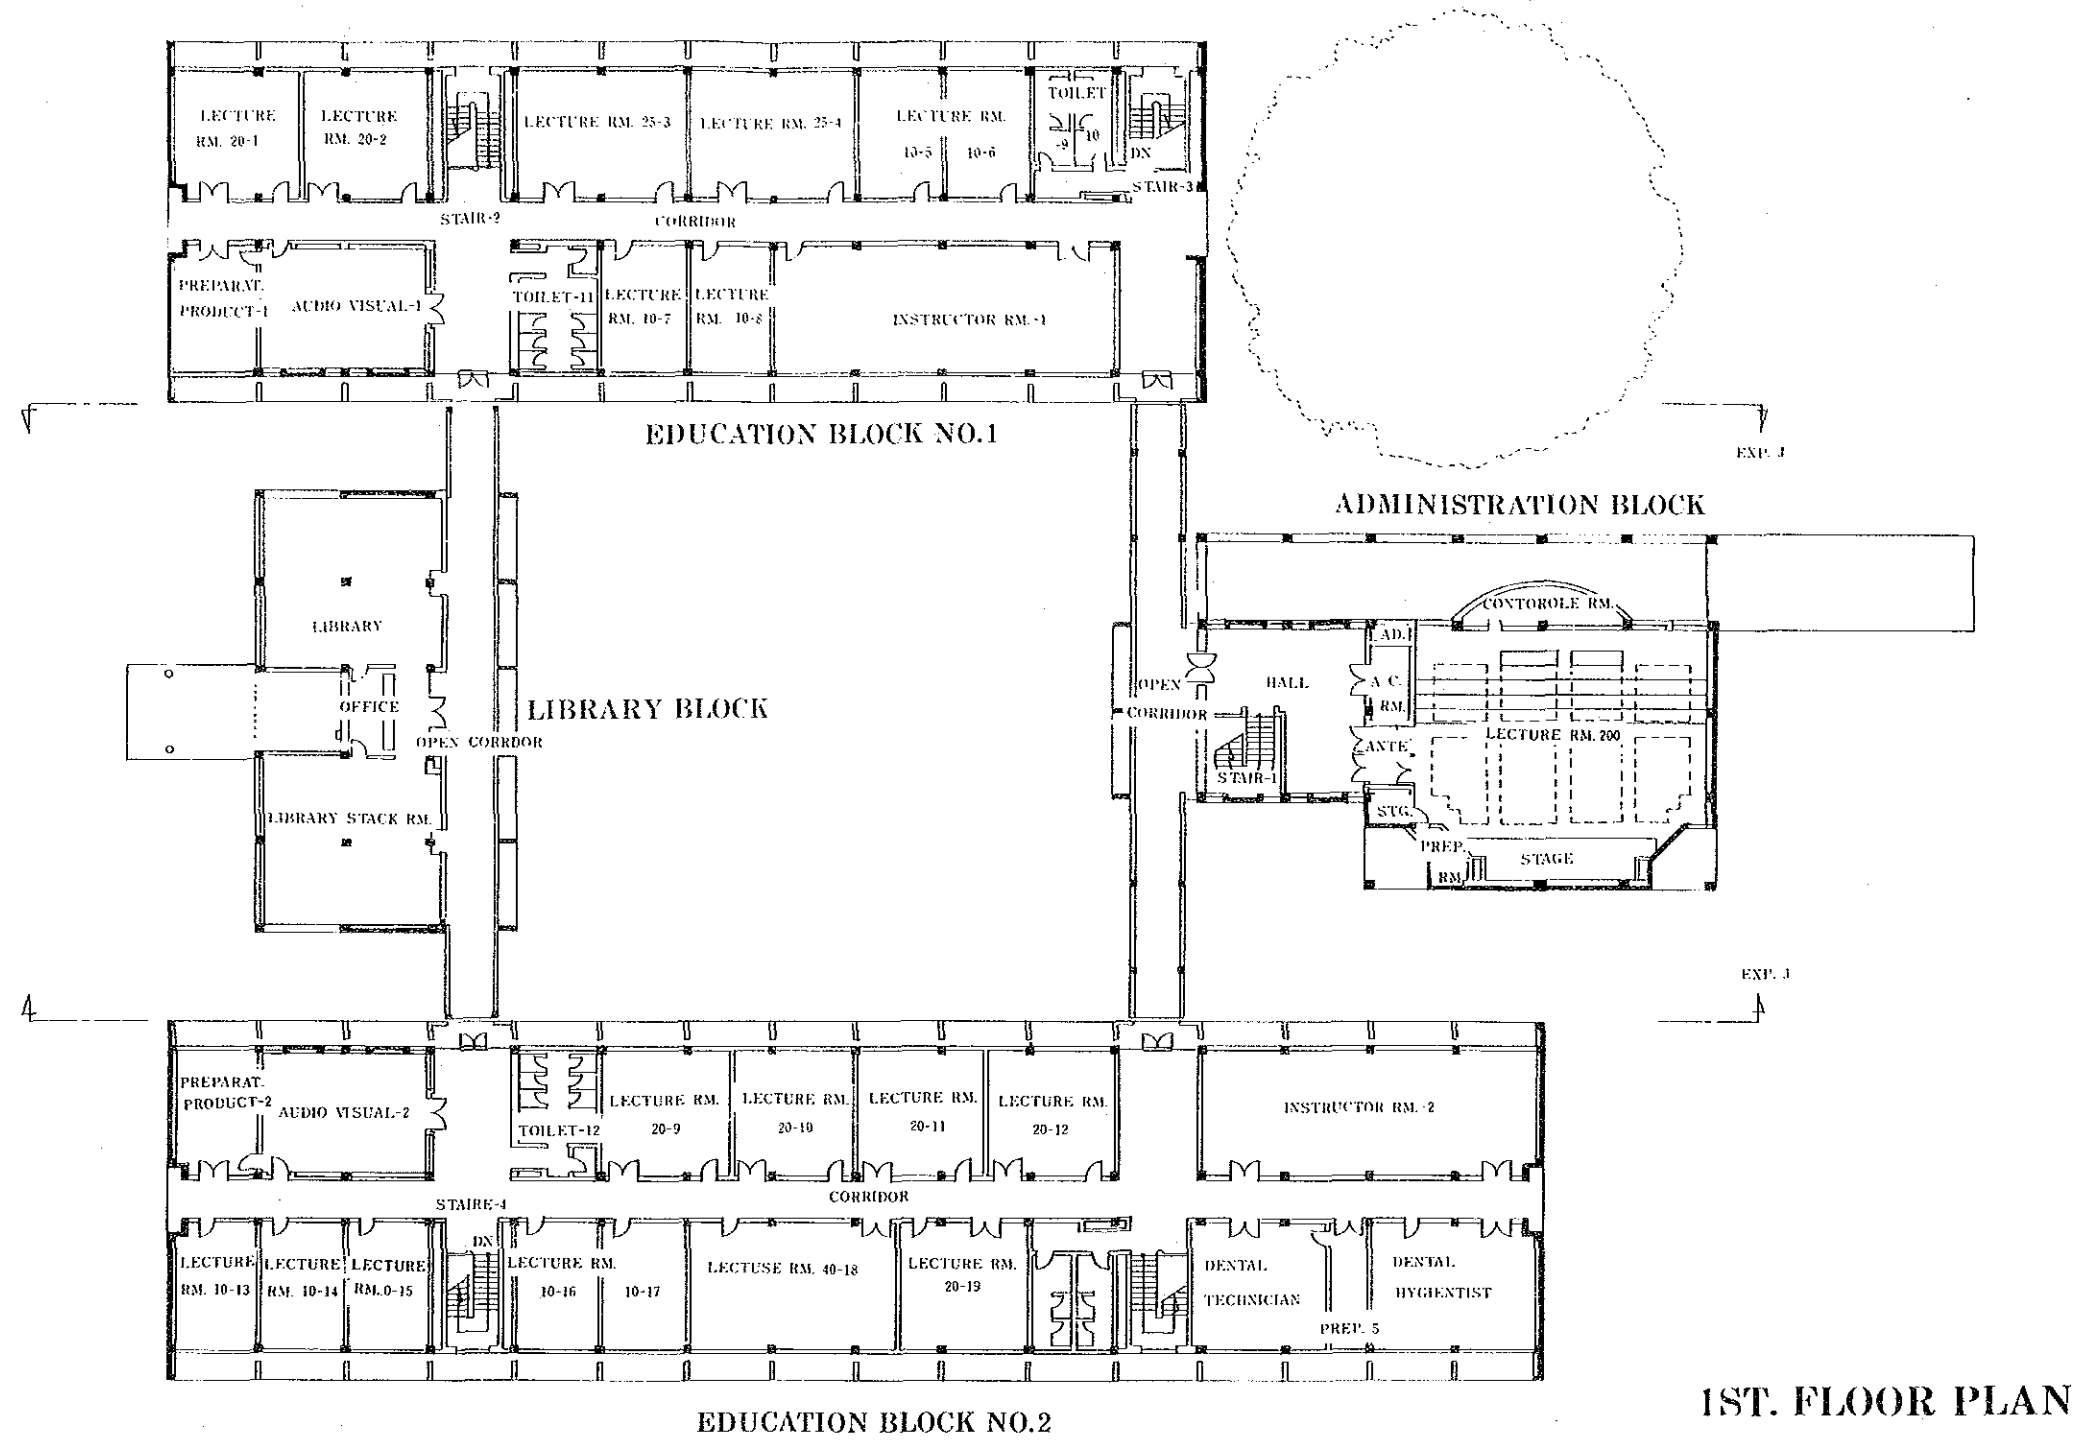 LECTURE
RM. 20-1
LECTURE
RM. 20-2
LECTURE RM. 25-3
LECTURE RM. 25-4
LECTURE RM.
10-5
10-6
TOILET
-9
10
DN
STAIR-3
STAIR-2
CORRIDOR
PREPARAT.
PRODUCT-1
AUDIO VISUAL-1
TOILET-11
LECTURE
RM. 10-7
LECTURE
RM. 10-8
INSTRUCTOR RM.-1
EDUCATION BLOCK NO.1
EXP. J
ADMINISTRATION BLOCK
CONTOROLE RM.
LIBRARY
OFFICE
LIBRARY BLOCK
OPEN CORRDOR
LIBRARY STACK RM.
OPEN
CORRIDOR
HALL
STAIR-1
AD.
A C.
RM.
ANTE
STG.
LECTURE RM. 200
PREP.
RM
STAGE
EXP. J
PREPARAT.
PRODUCT-2
AUDIO VISUAL-2
TOILET-12
LECTURE RM.
20-9
LECTURE RM.
20-10
LECTURE RM.
20-11
LECTURE RM.
20-12
INSTRUCTOR RM.-2
STAIRE-4
CORRIDOR
DN
LECTURE
RM. 10-13
LECTURE
RM. 10-14
LECTURE
RM.0-15
LECTURE RM.
10-16
10-17
LECTUSE RM. 40-18
LECTURE RM.
20-19
DENTAL
TECHNICIAN
PREP. 5
DENTAL
HYGIENTIST
EDUCATION BLOCK NO.2
1ST. FLOOR PLAN